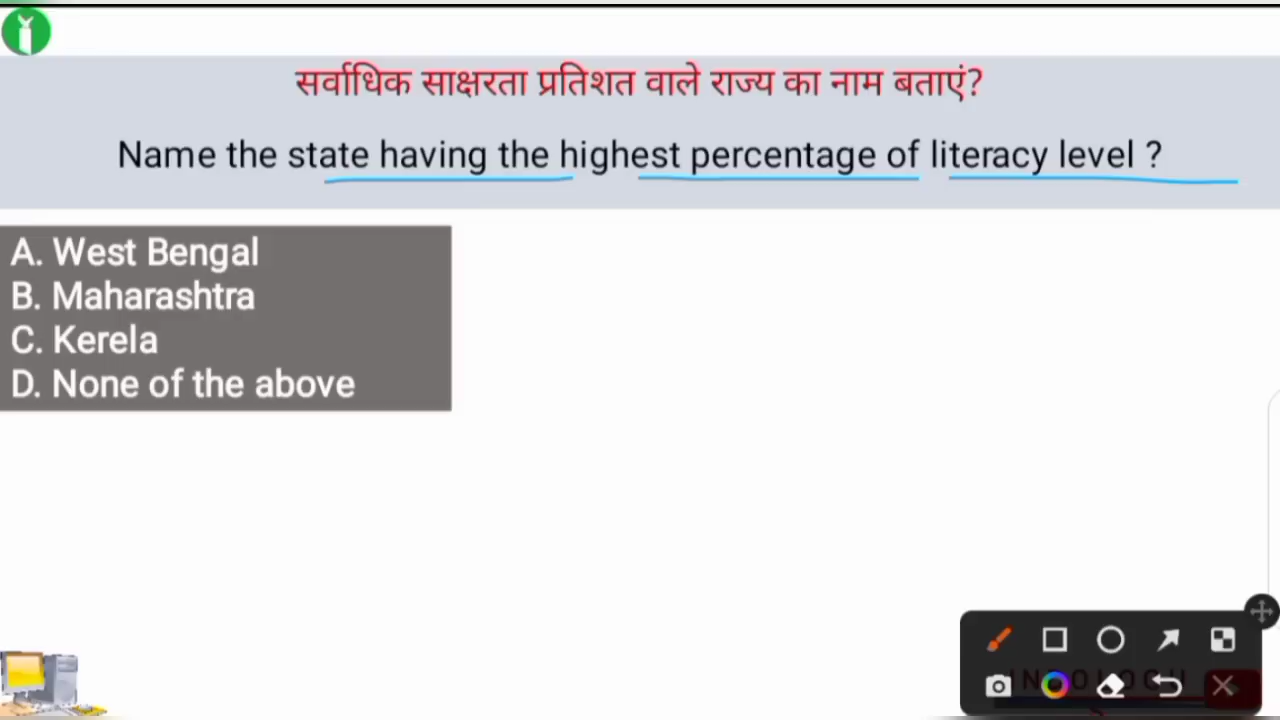 सर्वाधिक साक्षरता प्रतिशत वाले राज्य का नाम बताएं?
Name the state having the highest percentage of literacy level ?
A. West Bengal
B. Maharashtra
C. Kerela
D. None of the above